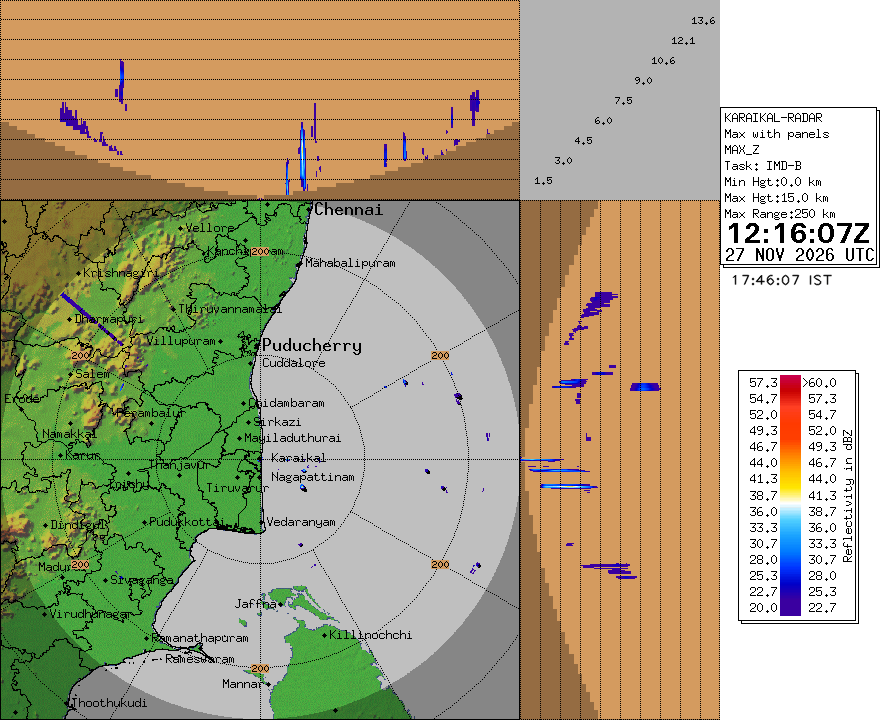 13.6
12.1
10.6
9.0
7.5
6.0
4.5
3.0
1.5
KARAIKAL-RADAR
Max with panels
MAX_Z
Task: IMD-B
Min Hgt:0.0 km
Max Hgt:15.0 km
Max Range:250 km
12:16:07Z
27 NOV 2026 UTC
17:46:07 IST
Chennai
Vellore
200
Mahabalipuram
Krishnagiri
Thiruvannamalai
Dharmapuri
Villupuram
Puducherry
200
200
Cuddalore
Salem
Erode
Chidambaram
Perambalur
Sirkazi
Namakkal
Mayiladuthurai
Karur
Karaikal
Thanjavur
Nagapattinam
Tiruvarur
Dindigul
Pudukkottai
Vedaranyam
200
200
Sivaganga
Jaffna
Virudhunagar
Killinochchi
Ramanathapuram
Rameswaram
200
Mannar
Thoothukudi
57.3 >60.0
54.7 57.3
52.0 54.7
49.3 52.0
46.7 49.3
44.0 46.7
41.3 44.0
38.7 41.3
36.0 38.7
33.3 36.0
30.7 33.3
28.0 30.7
25.3 28.0
22.7 25.3
20.0 22.7
Reflectivity in dBZ